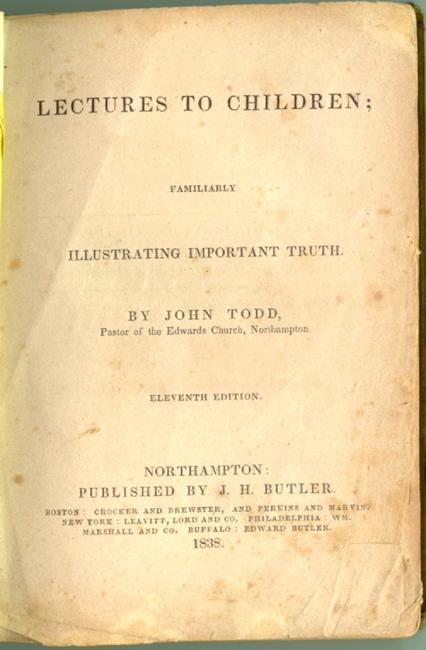 LECTURES TO CHILDREN;
FAMILIARLY
ILLUSTRATING IMPORTANT TRUTH.
BY JOHN TODD,
Pastor of the Edwards Church, Northampton.
ELEVENTH EDITION.
NORTHAMPTON:
PUBLISHED BY J. H. BUTLER.
BOSTON: CROCKER AND BREWSTER, AND PERKINS AND MARVIN.
NEW YORK: LEAVITT, LORD AND CO. PHILADELPHIA: WM.
MARSHALL AND CO. BUFFALO: EDWARD BUTLER.
1838.